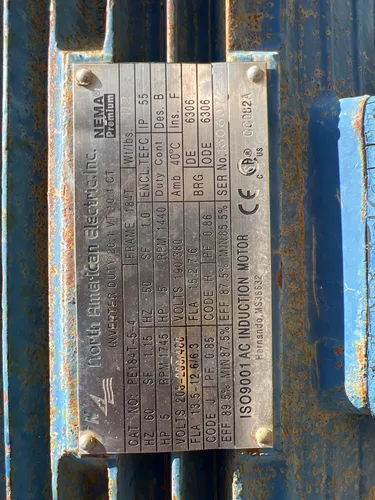 North American Electric, Inc.
NEMA
Premium
INVERTER DUTY 10:1 VT 10:1 CT
CAT. NO. PE184T-5-4 FRAME 184T Wt/lbs
HZ 60 SF 1.15 HZ 50 SF 1.0 ENCL. TEFC IP 55
HP 5 RPM 1745 HP 5 RPM 1440 Duty Cont Des. B
VOLTS 208-230/460 VOLTS 190/380 Amb 40°C Ins. F
FLA 13.5-12.6/6.3 FLA 15.2/7.6 BRG DE 6306
CODE J PF 0.85 CODE H PF 0.86 ODE 6306
EFF 89.5% MIN 87.5% EFF 87.5% MIN 85.5% SER NO.
ISO9001 AC INDUCTION MOTOR CE
Hernando, MS 38632 C US CC082A